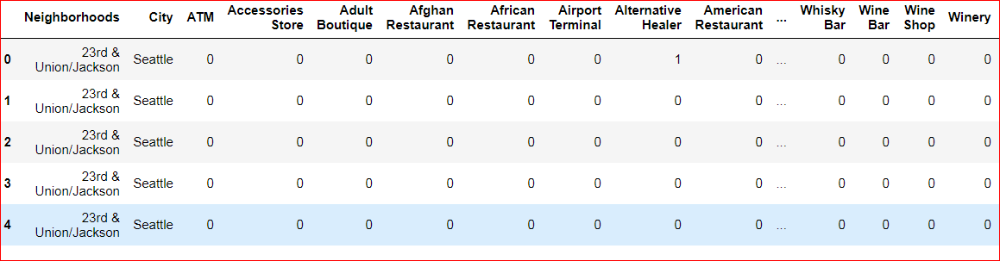 Neighborhoods City ATM Accessories Store Adult Boutique Afghan Restaurant African Restaurant Airport Terminal Alternative Healer American Restaurant ... Whisky Bar Wine Bar Wine Shop Winery
0 23rd & Union/Jackson Seattle 0 0 0 0 0 0 1 0 ... 0 0 0 0
1 23rd & Union/Jackson Seattle 0 0 0 0 0 0 0 0 ... 0 0 0 0
2 23rd & Union/Jackson Seattle 0 0 0 0 0 0 0 0 ... 0 0 0 0
3 23rd & Union/Jackson Seattle 0 0 0 0 0 0 0 0 ... 0 0 0 0
4 23rd & Union/Jackson Seattle 0 0 0 0 0 0 0 0 ... 0 0 0 0